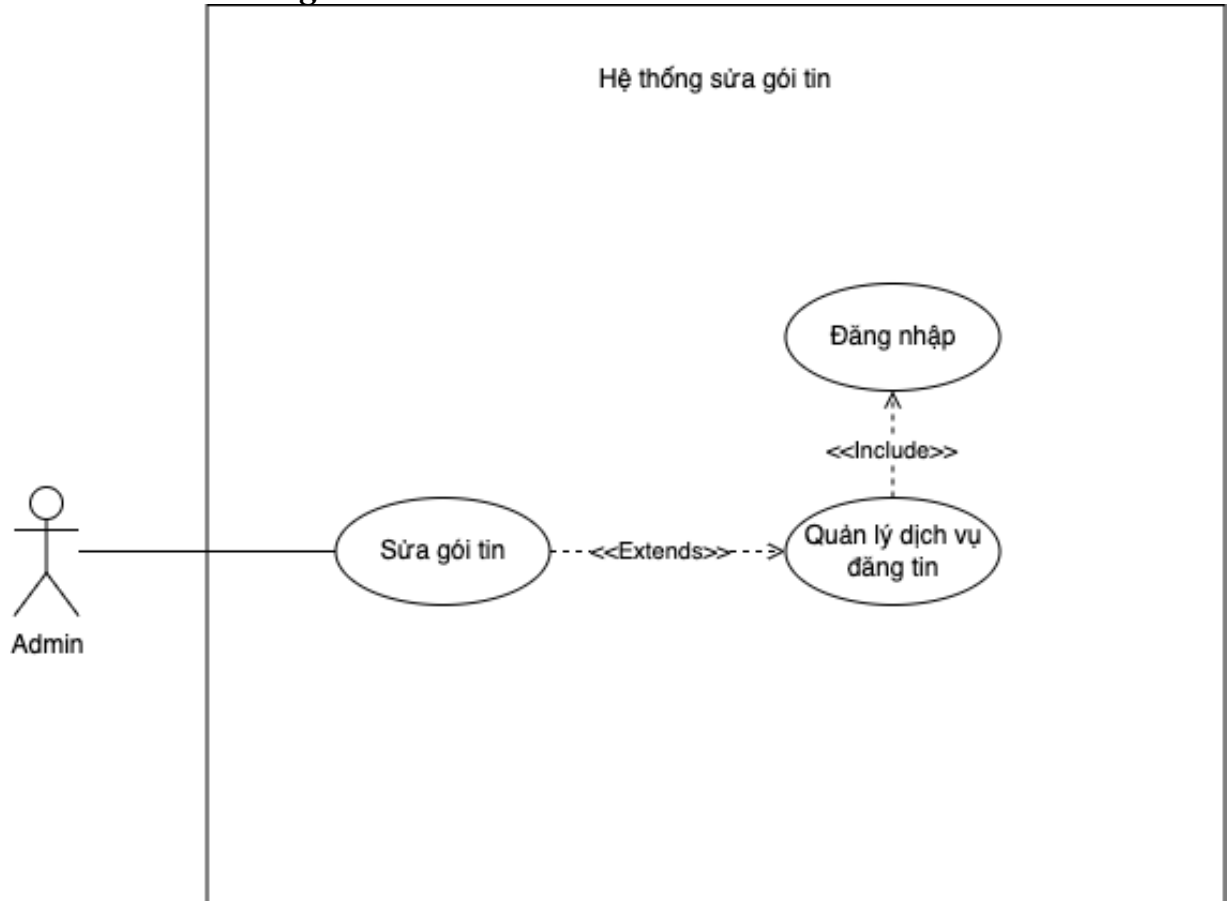 Hệ thống sửa gói tin
Đăng nhập
<<Include>>
Sửa gói tin
<<Extends>>
Quản lý dịch vụ
đăng tin
Admin